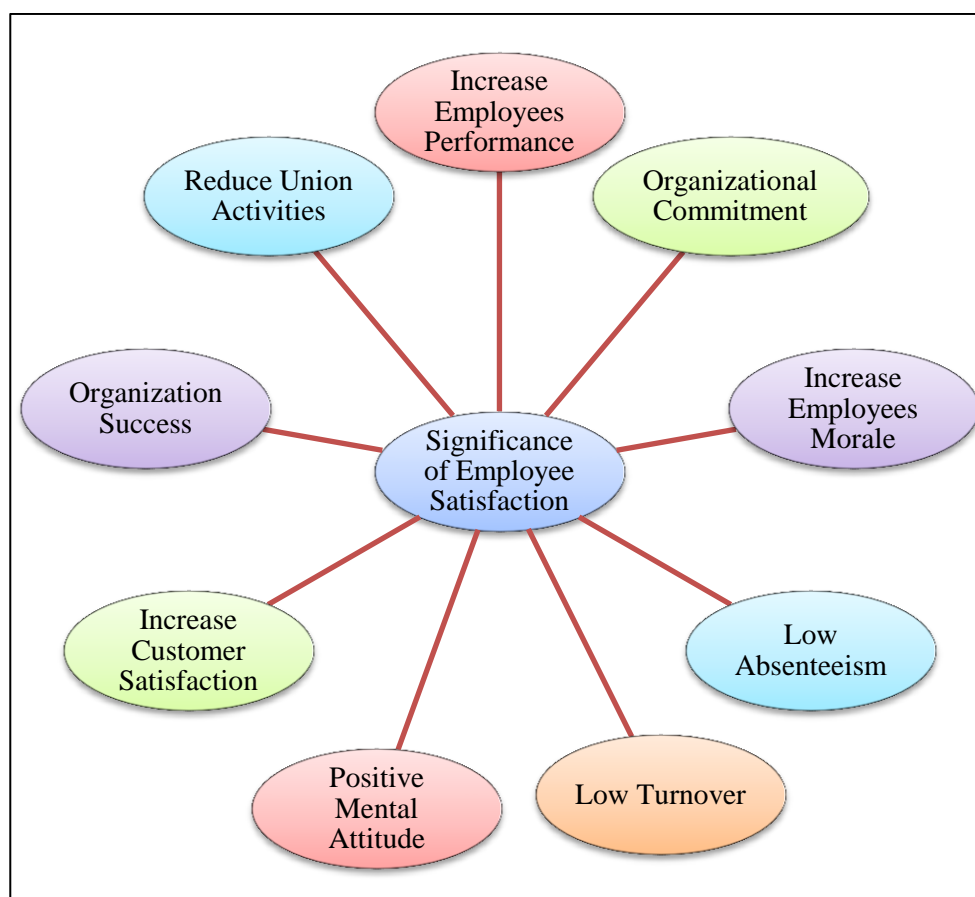 Increase
Employees
Performance
Reduce Union
Activities
Organizational
Commitment
Organization
Success
Increase
Employees
Morale
Significance
of Employee
Satisfaction
Increase
Customer
Satisfaction
Low
Absenteeism
Positive
Mental
Attitude
Low Turnover